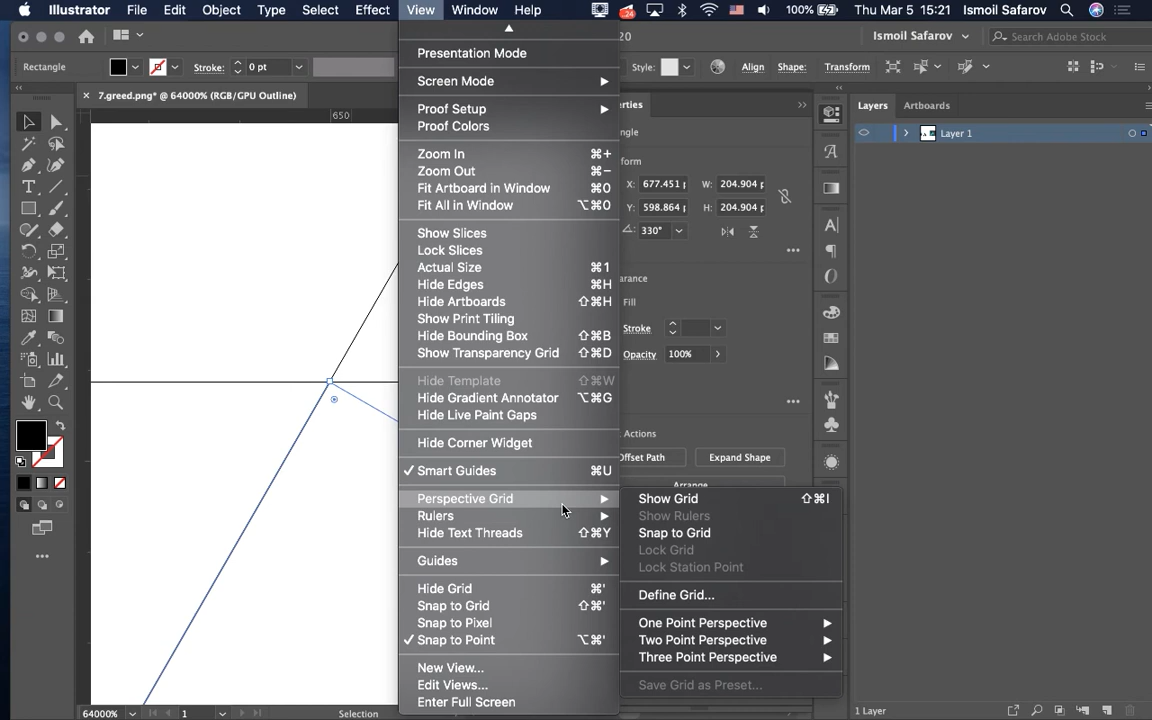 Illustrator File Edit Object Type Select Effect View Window Help 24 100% Thu Mar 5 15:21 Ismoil Safarov
20 Ismoil Safarov Search Adobe Stock
Rectangle Stroke: 0 pt Style: Align Shape: Transform
7.greed.png* @ 64000% (RGB/GPU Outline)
erties
Layers Artboards
650
Layer 1
angle
form
X: 677.451 W: 204.904
Y: 598.864 H: 204.904
330°
arance
Fill
Stroke
Opacity 100%
Actions
Offset Path Expand Shape
Arrange
Presentation Mode
Screen Mode
Proof Setup
Proof Colors
Zoom In ⌘+
Zoom Out ⌘−
Fit Artboard in Window ⌘0
Fit All in Window ⌥⌘0
Show Slices
Lock Slices
Actual Size ⌘1
Hide Edges ⌘H
Hide Artboards ⇧⌘H
Show Print Tiling
Hide Bounding Box ⇧⌘B
Show Transparency Grid ⇧⌘D
Hide Template ⇧⌘W
Hide Gradient Annotator ⌥⌘G
Hide Live Paint Gaps
Hide Corner Widget
✓ Smart Guides ⌘U
Perspective Grid
Rulers
Hide Text Threads ⇧⌘Y
Guides
Hide Grid ⌘'
Snap to Grid ⇧⌘'
Snap to Pixel
✓ Snap to Point ⌥⌘'
New View...
Edit Views...
Enter Full Screen
Show Grid ⇧⌘I
Show Rulers
Snap to Grid
Lock Grid
Lock Station Point
Define Grid...
One Point Perspective
Two Point Perspective
Three Point Perspective
Save Grid as Preset...
64000% 1 Selection
1 Layer